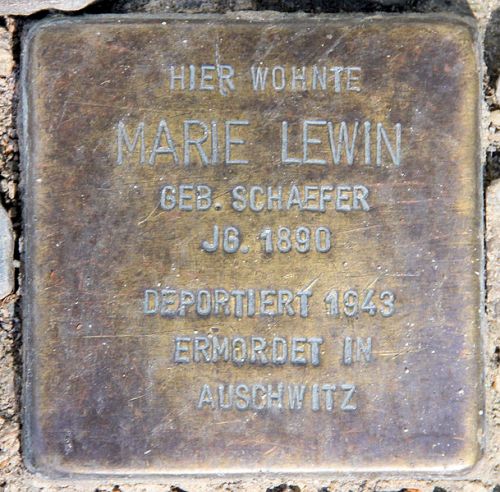 HIER WOHNTE
MARIE LEWIN
GEB. SCHAEFER
JG. 1890
DEPORTIERT 1943
ERMORDET IN
AUSCHWITZ